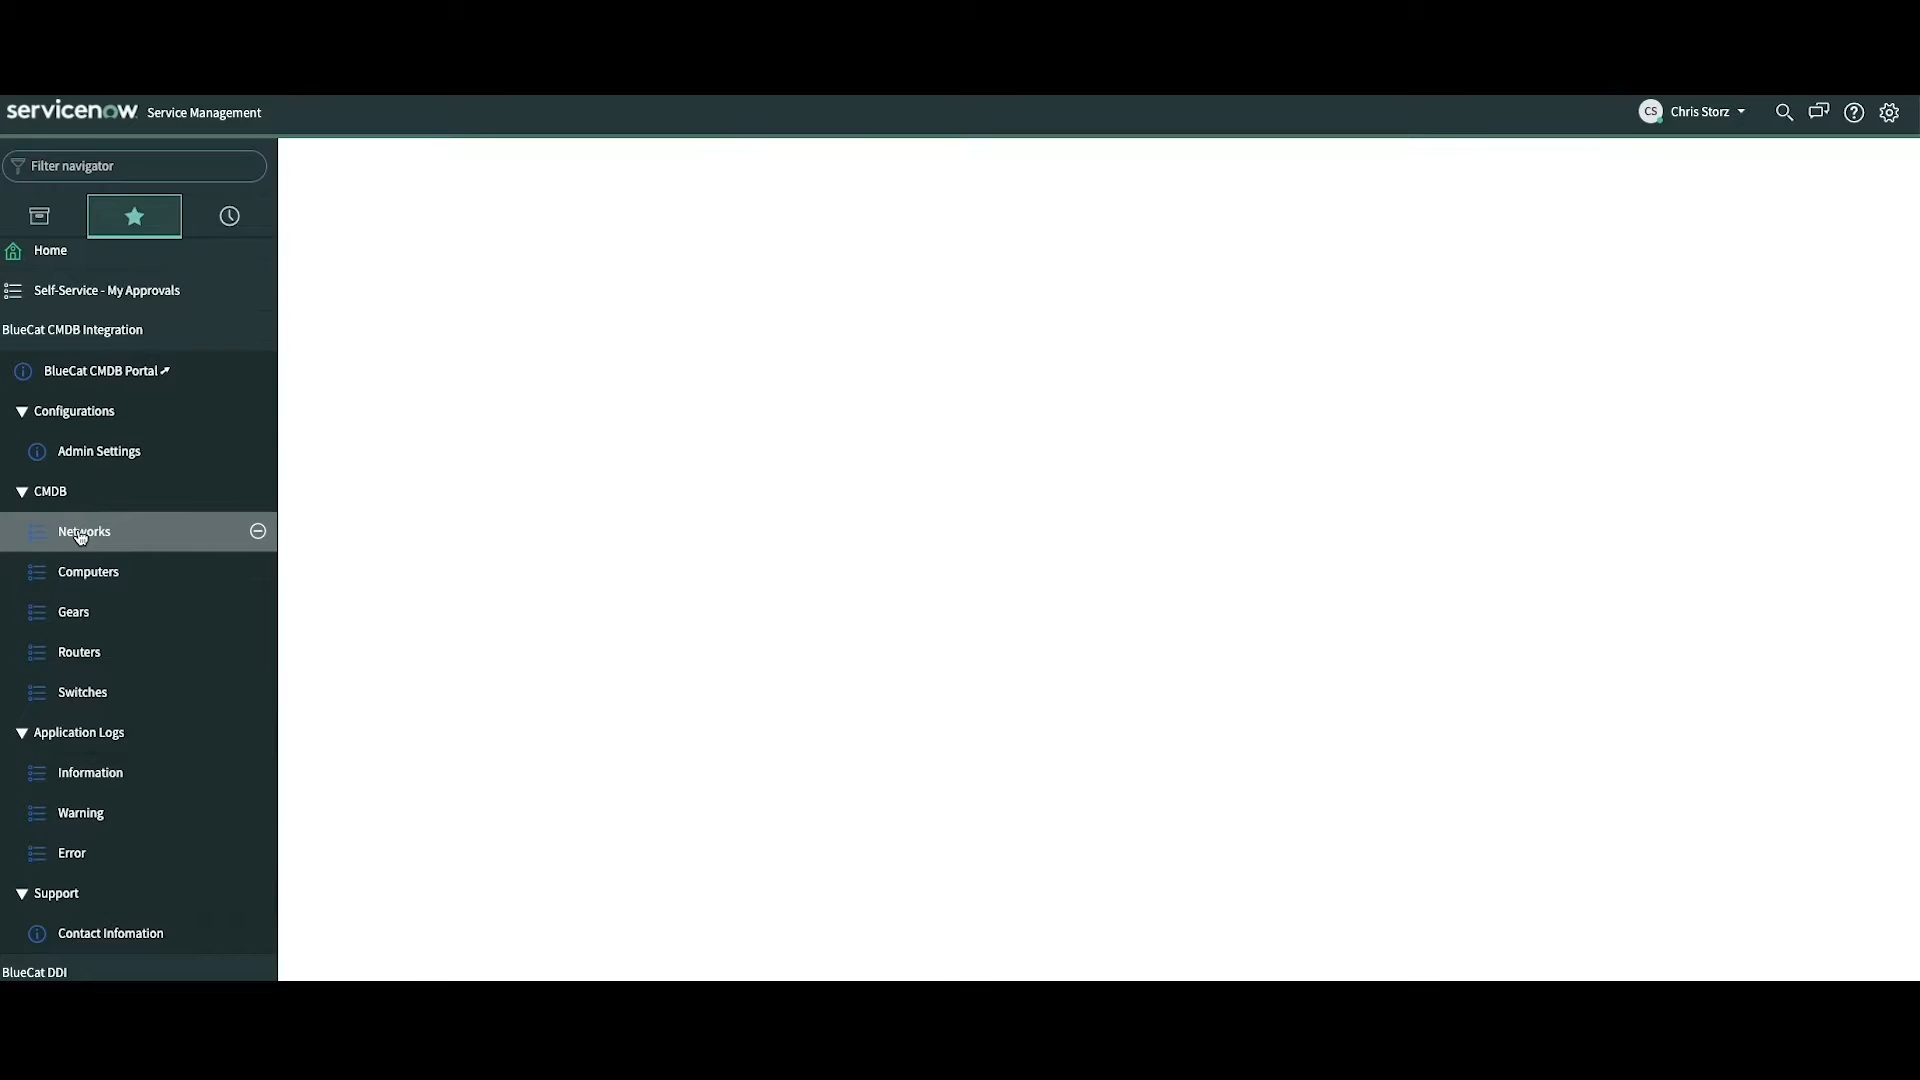 servicenow Service Management
CS Chris Storz
Filter navigator
Home
Self-Service - My Approvals
BlueCat CMDB Integration
BlueCat CMDB Portal
Configurations
Admin Settings
CMDB
Networks
Computers
Gears
Routers
Switches
Application Logs
Information
Warning
Error
Support
Contact Infomation
BlueCat DDI